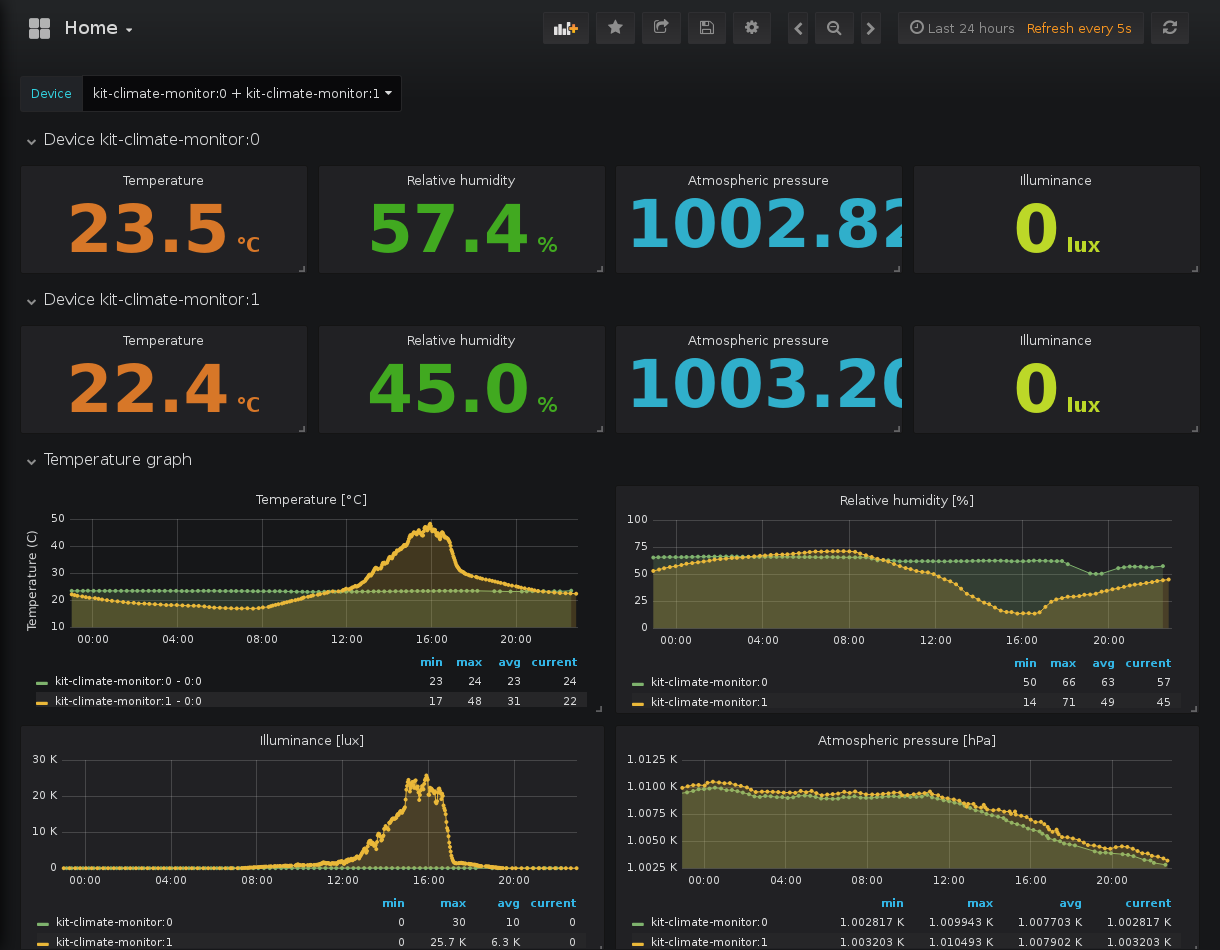 Home
Last 24 hours Refresh every 5s
Device kit-climate-monitor:0 + kit-climate-monitor:1
Device kit-climate-monitor:0
Temperature Relative humidity Atmospheric pressure Illuminance
23.5 °C 57.4 % 1002.82 0 lux
Device kit-climate-monitor:1
Temperature Relative humidity Atmospheric pressure Illuminance
22.4 °C 45.0 % 1003.20 0 lux
Temperature graph
Temperature [°C]
Temperature (C)
50
40
30
20
10
00:00 04:00 08:00 12:00 16:00 20:00
min max avg current
kit-climate-monitor:0 - 0:0 23 24 23 24
kit-climate-monitor:1 - 0:0 17 48 31 22
Relative humidity [%]
100
75
50
25
0
00:00 04:00 08:00 12:00 16:00 20:00
min max avg current
kit-climate-monitor:0 50 66 63 57
kit-climate-monitor:1 14 71 49 45
Illuminance [lux]
30 K
20 K
10 K
0
00:00 04:00 08:00 12:00 16:00 20:00
min max avg current
kit-climate-monitor:0 0 30 10 0
kit-climate-monitor:1 0 25.7 K 6.3 K 0
Atmospheric pressure [hPa]
1.0125 K
1.0100 K
1.0075 K
1.0050 K
1.0025 K
00:00 04:00 08:00 12:00 16:00 20:00
min max avg current
kit-climate-monitor:0 1.002817 K 1.009943 K 1.007703 K 1.002817 K
kit-climate-monitor:1 1.003203 K 1.010493 K 1.007902 K 1.003203 K